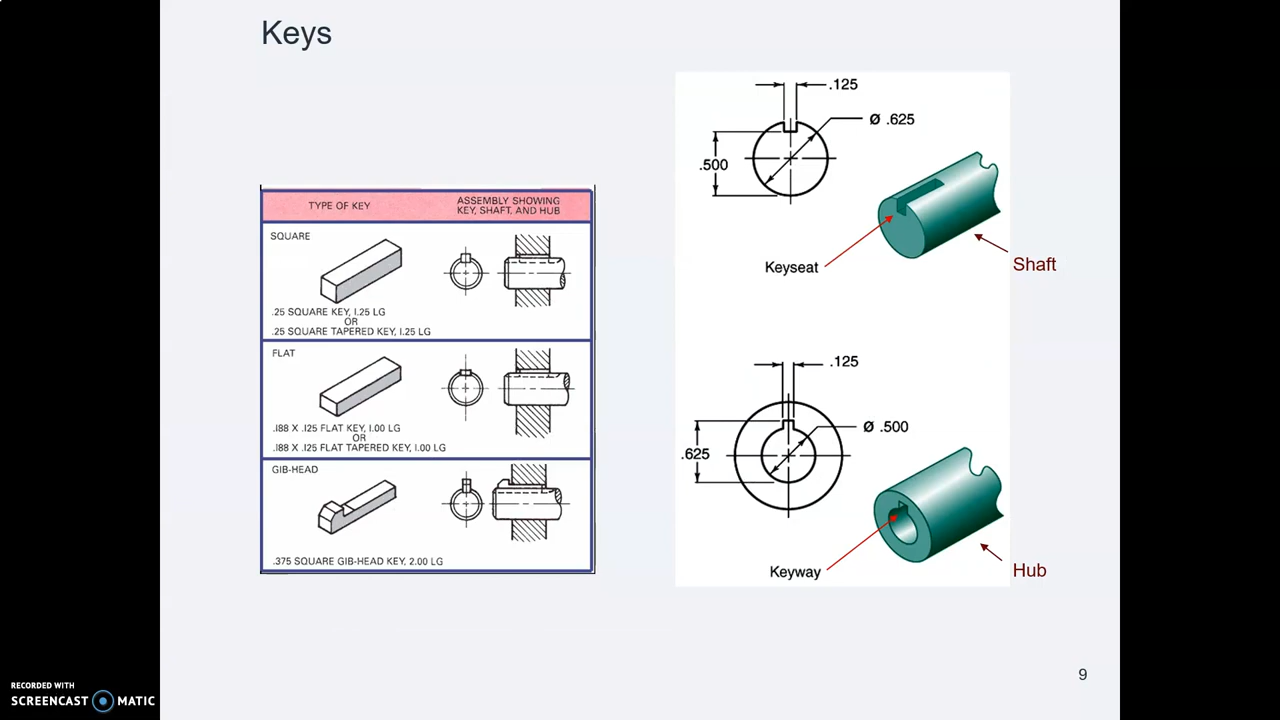 Keys
TYPE OF KEY
ASSEMBLY SHOWING
KEY, SHAFT, AND HUB
SQUARE
.25 SQUARE KEY, 1.25 LG
OR
.25 SQUARE TAPERED KEY, 1.25 LG
FLAT
.188 X .125 FLAT KEY, 1.00 LG
OR
.188 X .125 FLAT TAPERED KEY, 1.00 LG
GIB-HEAD
.375 SQUARE GIB-HEAD KEY, 2.00 LG
.125
Ø .625
.500
Keyseat
Shaft
.125
Ø .500
.625
Keyway
Hub
9
RECORDED WITH
SCREENCAST MATIC